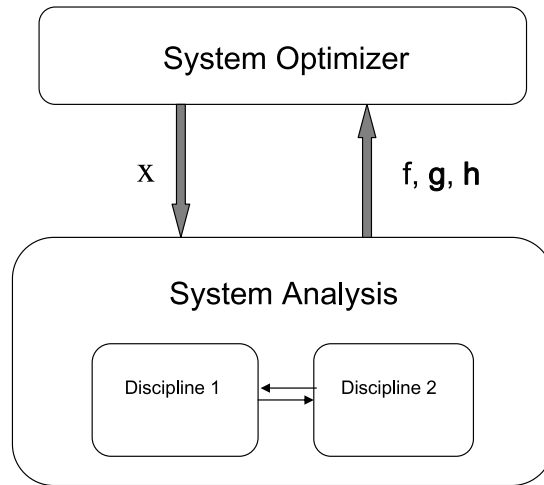 System Optimizer
x
f, g, h
System Analysis
Discipline 1
Discipline 2